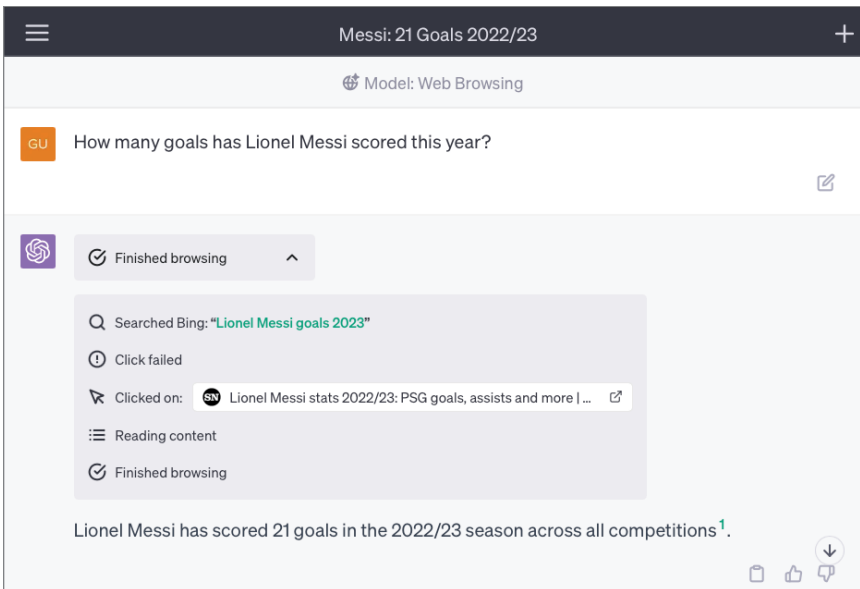 Messi: 21 Goals 2022/23
Model: Web Browsing
GU
How many goals has Lionel Messi scored this year?
Finished browsing
Searched Bing: “Lionel Messi goals 2023”
Click failed
Clicked on: SN Lionel Messi stats 2022/23: PSG goals, assists and more | ...
Reading content
Finished browsing
Lionel Messi has scored 21 goals in the 2022/23 season across all competitions¹.